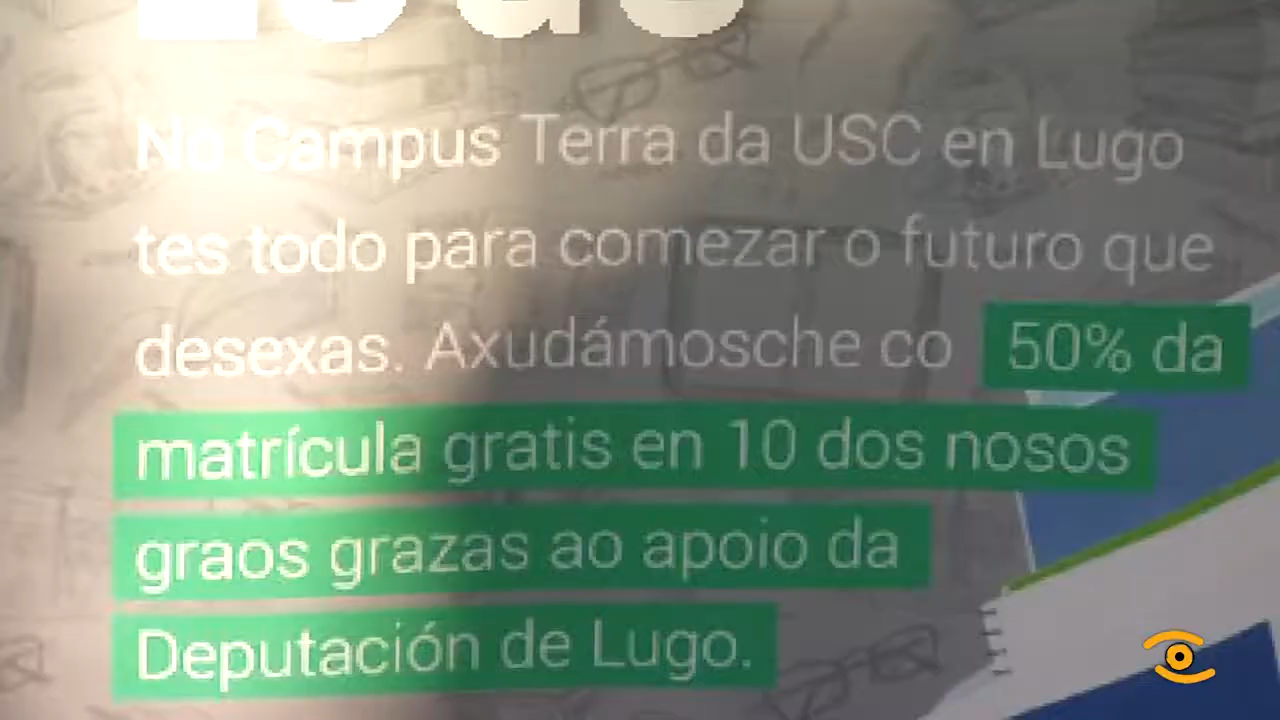 No Campus Terra da USC en Lugo
tes todo para comezar o futuro que
desexas. Axudámosche co 50% da
matrícula gratis en 10 dos nosos
graos grazas ao apoio da
Deputación de Lugo.